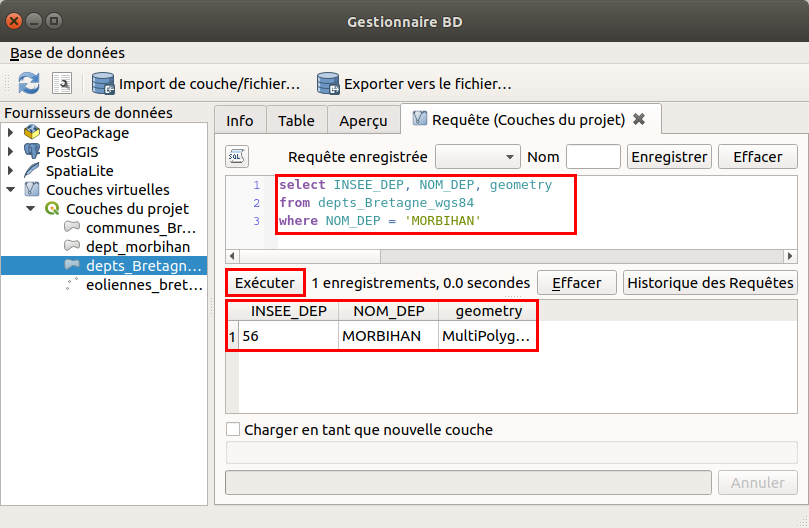 Gestionnaire BD
Base de données
Import de couche/fichier...
Exporter vers le fichier...
Fournisseurs de données
GeoPackage
PostGIS
SpatiaLite
Couches virtuelles
Couches du projet
communes_Br...
dept_morbihan
depts_Bretagn...
eoliennes_bret...
Info
Table
Aperçu
Requête (Couches du projet)
SQL
Requête enregistrée
Nom
Enregistrer
Effacer
1 select INSEE_DEP, NOM_DEP, geometry
2 from depts_Bretagne_wgs84
3 where NOM_DEP = 'MORBIHAN'
Exécuter
1 enregistrements, 0.0 secondes
Effacer
Historique des Requêtes
INSEE_DEP NOM_DEP geometry
1 56 MORBIHAN MultiPolyg...
Charger en tant que nouvelle couche
Annuler